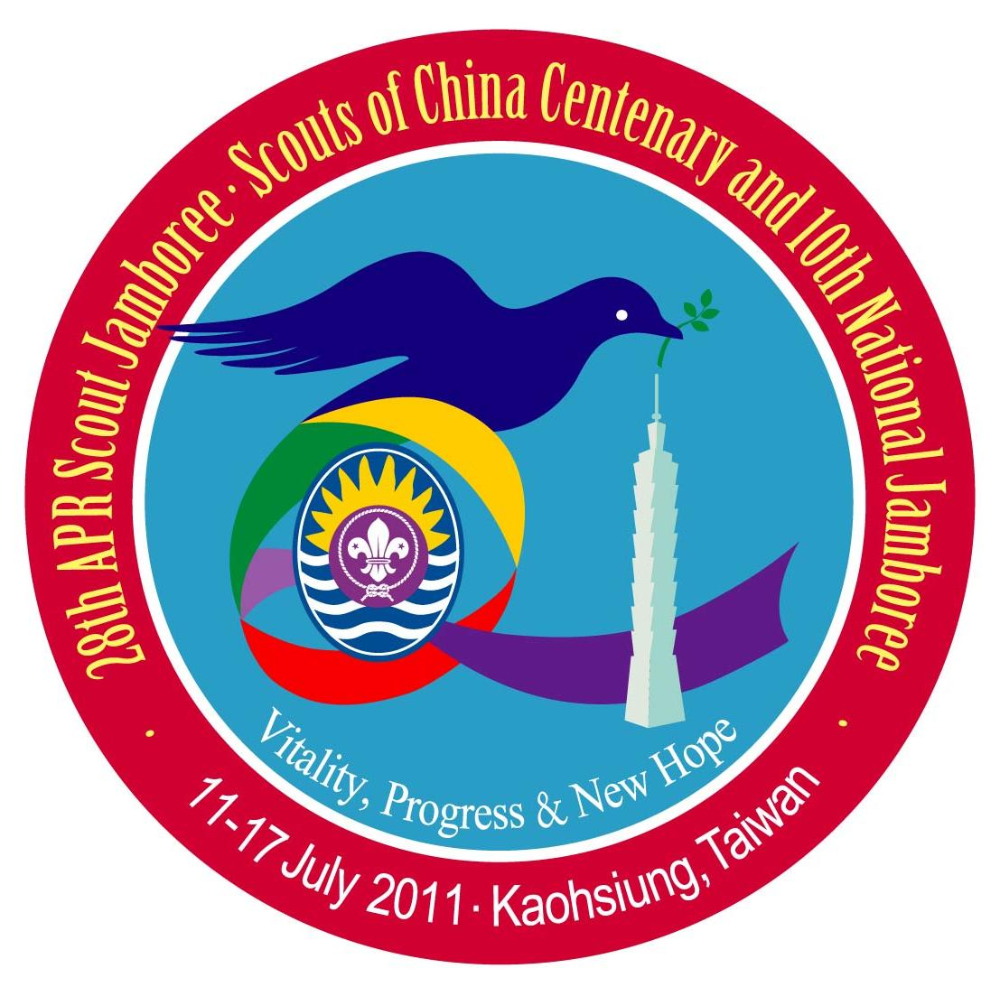 28th APR Scout Jamboree · Scouts of China Centenary and 10th National Jamboree
Vitality, Progress & New Hope
· 11-17 July 2011 · Kaohsiung, Taiwan ·